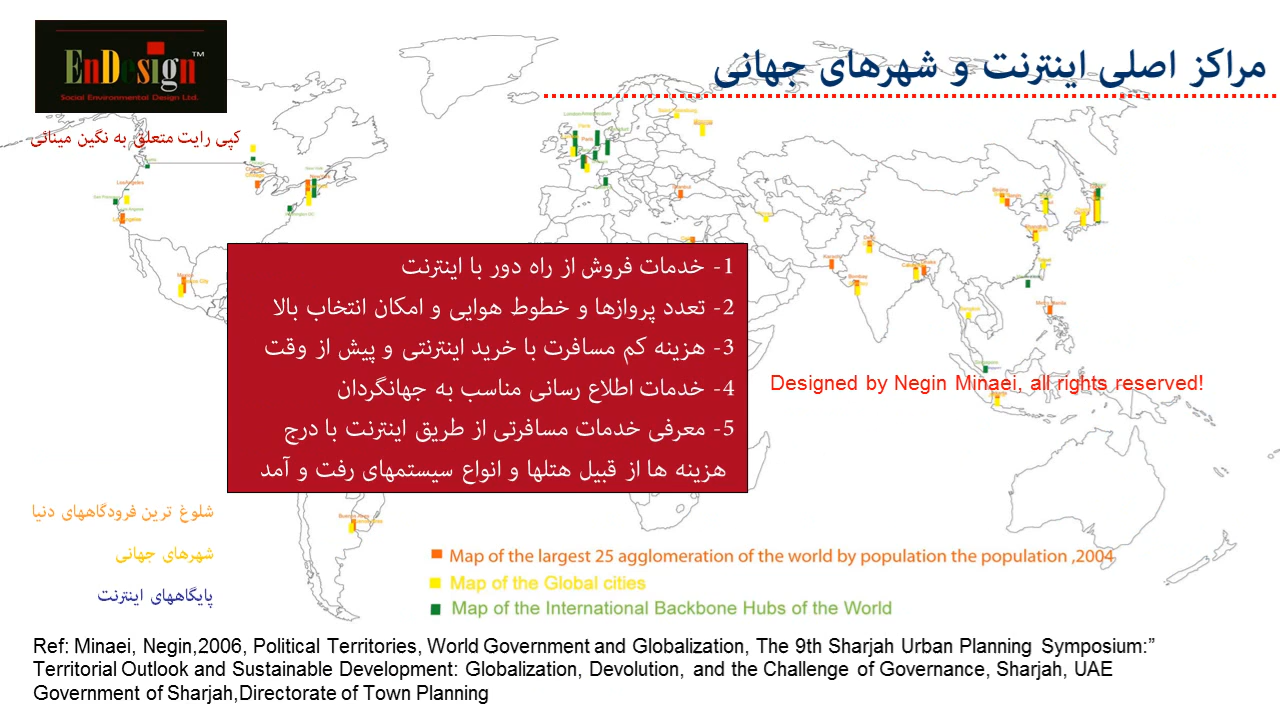 مراکز اصلی اینترنت و شهرهای جهانی
EnDesign™
Social Environmental Design Ltd.
کپی رایت متعلق به نگین مینائی
1- خدمات فروش از راه دور با اینترنت
2- تعدد پروازها و خطوط هوایی و امکان انتخاب بالا
3- هزینه کم مسافرت با خرید اینترنتی و پیش از وقت
4- خدمات اطلاع رسانی مناسب به جهانگردان
5- معرفی خدمات مسافرتی از طریق اینترنت با درج
هزینه ها از قبیل هتلها و انواع سیستمهای رفت و آمد
Designed by Negin Minaei, all rights reserved!
شلوغ ترین فرودگاههای دنیا
شهرهای جهانی
پایگاههای اینترنت
Map of the largest 25 agglomeration of the world by population the population ,2004
Map of the Global cities
Map of the International Backbone Hubs of the World
Ref: Minaei, Negin,2006, Political Territories, World Government and Globalization, The 9th Sharjah Urban Planning Symposium:”
Territorial Outlook and Sustainable Development: Globalization, Devolution, and the Challenge of Governance, Sharjah, UAE
Government of Sharjah,Directorate of Town Planning